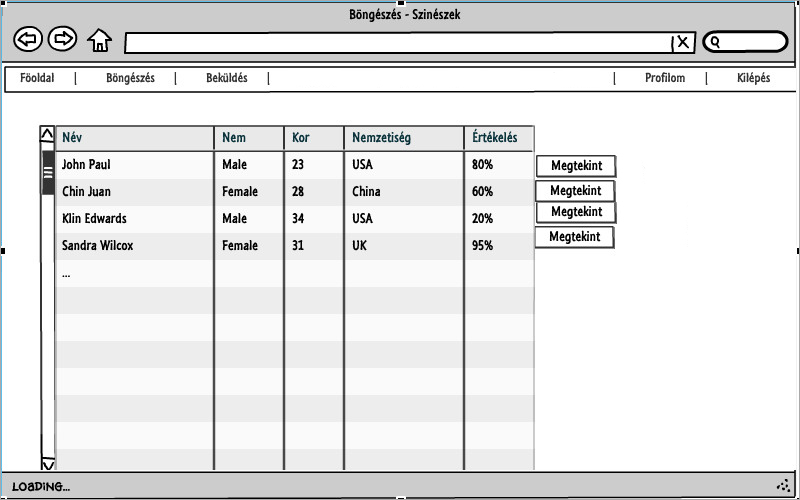 Böngészés - Szinészek
Főoldal | Böngészés | Beküldés | | Profilom | Kilépés
Név Nem Kor Nemzetiség Értékelés
John Paul Male 23 USA 80% Megtekint
Chin Juan Female 28 China 60% Megtekint
Klin Edwards Male 34 USA 20% Megtekint
Sandra Wilcox Female 31 UK 95% Megtekint
...
LOADING...